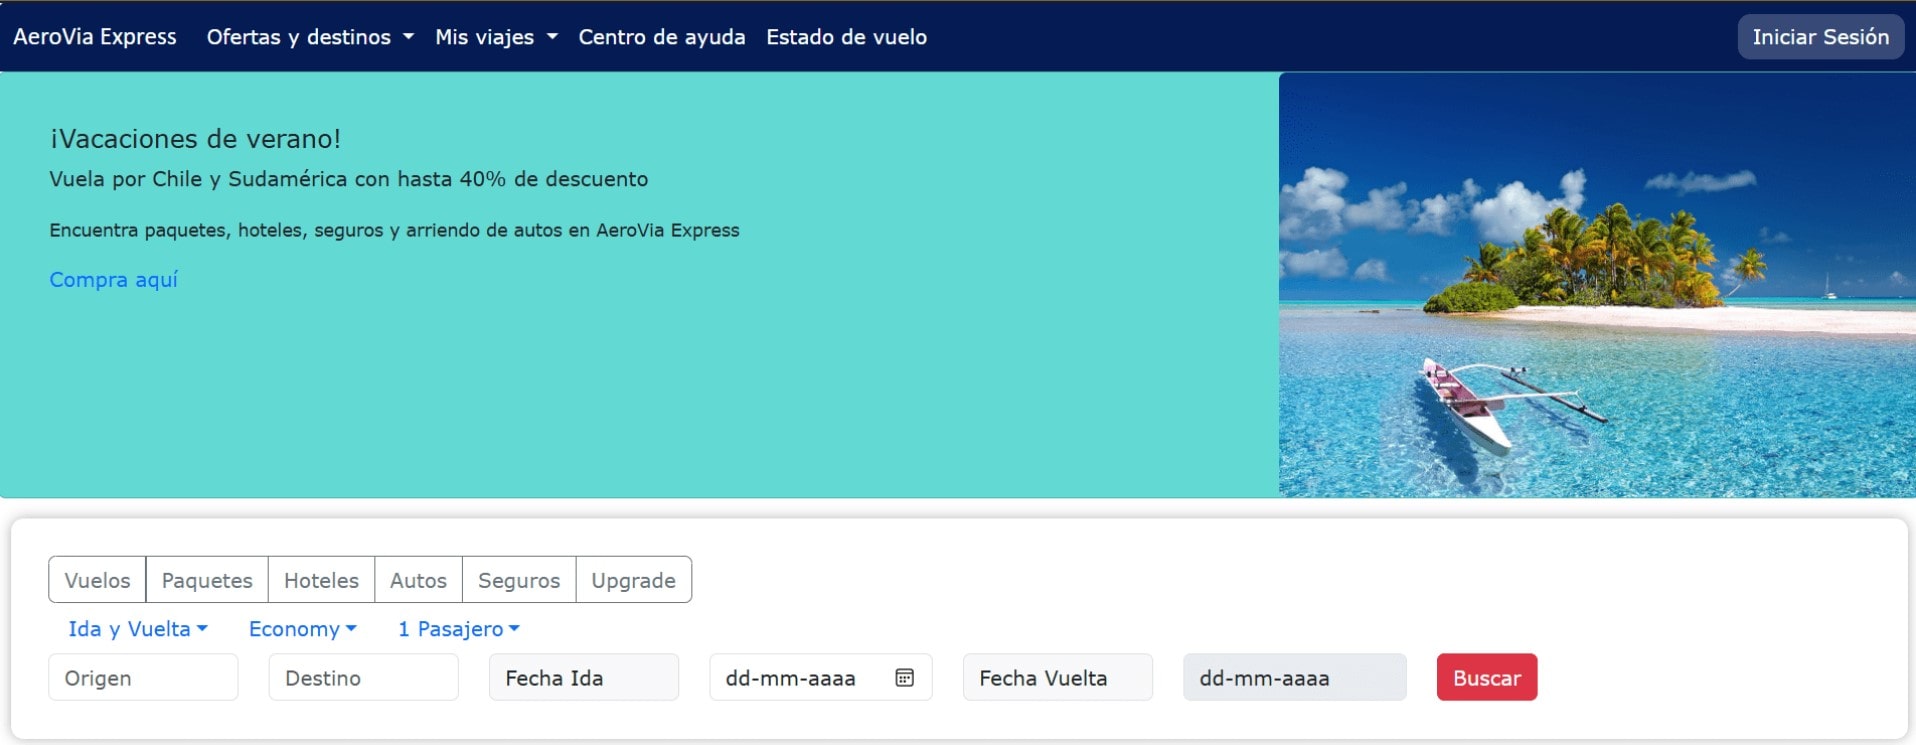 AeroVia Express Ofertas y destinos Mis viajes Centro de ayuda Estado de vuelo Iniciar Sesión
¡Vacaciones de verano!
Vuela por Chile y Sudamérica con hasta 40% de descuento
Encuentra paquetes, hoteles, seguros y arriendo de autos en AeroVia Express
Compra aquí
Vuelos Paquetes Hoteles Autos Seguros Upgrade
Ida y Vuelta Economy 1 Pasajero
Origen Destino Fecha Ida dd-mm-aaaa Fecha Vuelta dd-mm-aaaa Buscar